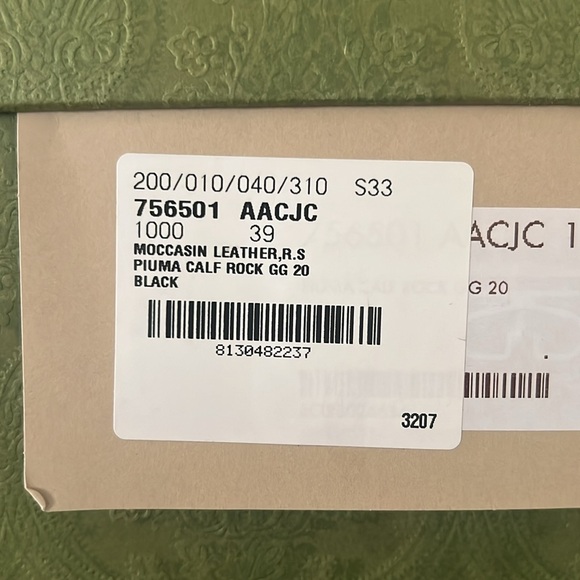 200/010/040/310 S33
756501 AACJC
1000 39
MOCCASIN LEATHER,R.S
PIUMA CALF ROCK GG 20
BLACK
8130482237
3207
AACJC 1
G 20